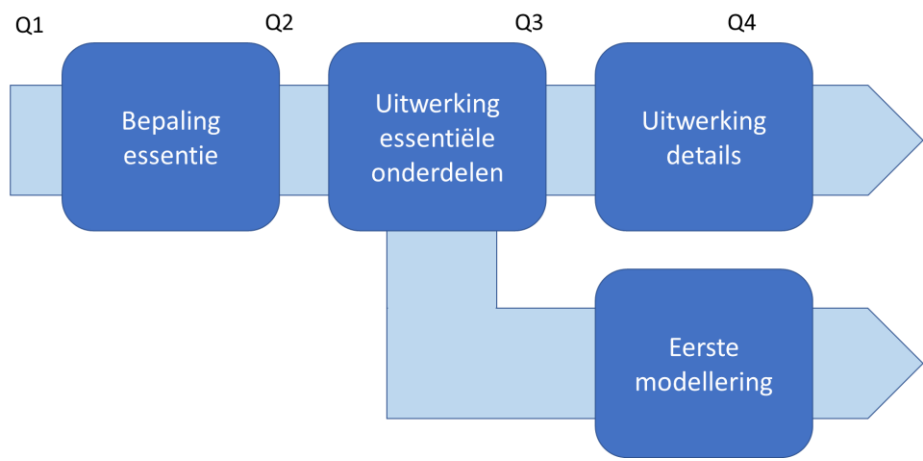 Q1
Q2
Q3
Q4
Bepaling
essentie
Uitwerking
essentiële
onderdelen
Uitwerking
details
Eerste
modellering